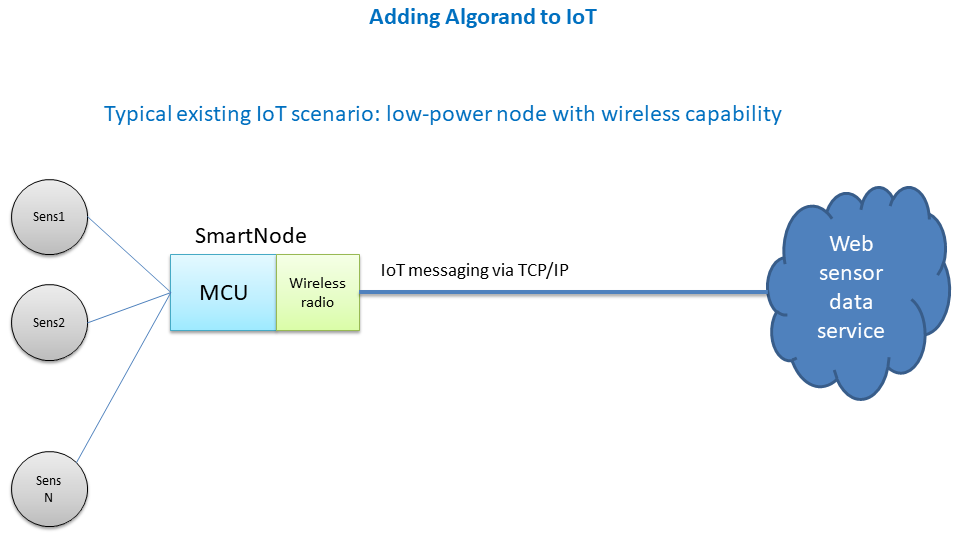 Adding Algorand to IoT
Typical existing IoT scenario: low-power node with wireless capability
Sens1
SmartNode
MCU
Wireless
radio
IoT messaging via TCP/IP
Web
sensor
data
service
Sens2
Sens
N